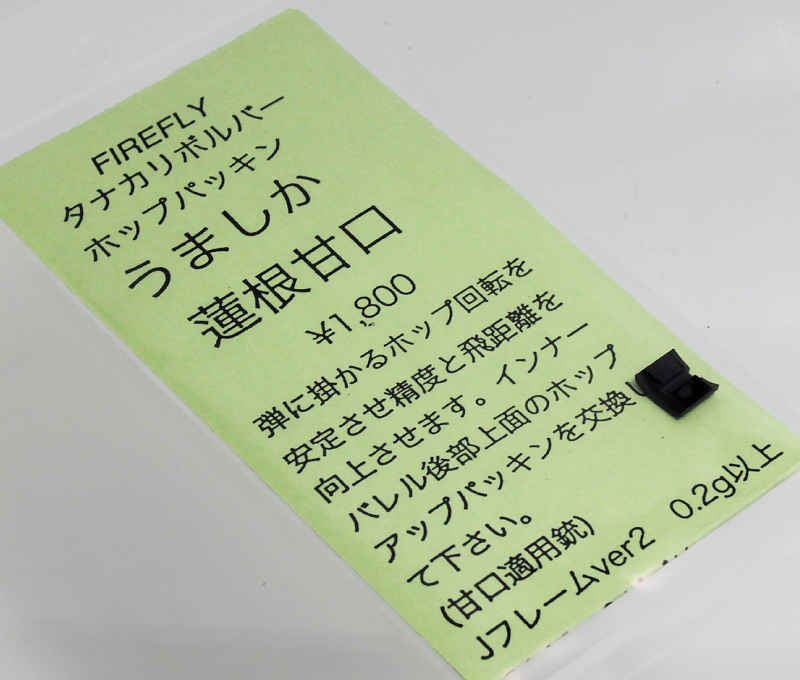 FIREFLY
タナカリボルバー
ホップパッキン
うましか
蓮根甘口
¥1,800
弾に掛かるホップ回転を
安定させ精度と飛距離を
向上させます。インナー
バレル後部上面のホップ
アップパッキンを交換し
て下さい。
(甘口適用銃)
Jフレームver2 0.2g以上